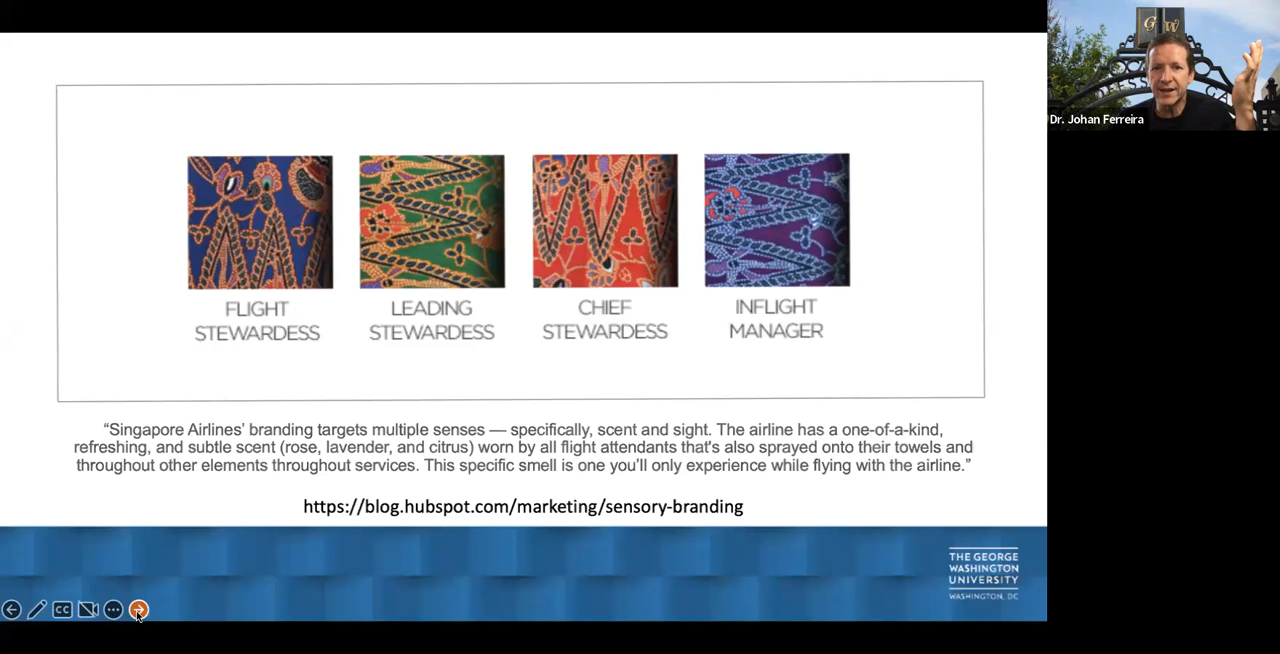 FLIGHT
STEWARDESS
LEADING
STEWARDESS
CHIEF
STEWARDESS
INFLIGHT
MANAGER
“Singapore Airlines’ branding targets multiple senses — specifically, scent and sight. The airline has a one-of-a-kind,
refreshing, and subtle scent (rose, lavender, and citrus) worn by all flight attendants that's also sprayed onto their towels and
throughout other elements throughout services. This specific smell is one you’ll only experience while flying with the airline.”
https://blog.hubspot.com/marketing/sensory-branding
THE GEORGE
WASHINGTON
UNIVERSITY
WASHINGTON, DC
CC
G W
Dr. Johan Ferreira